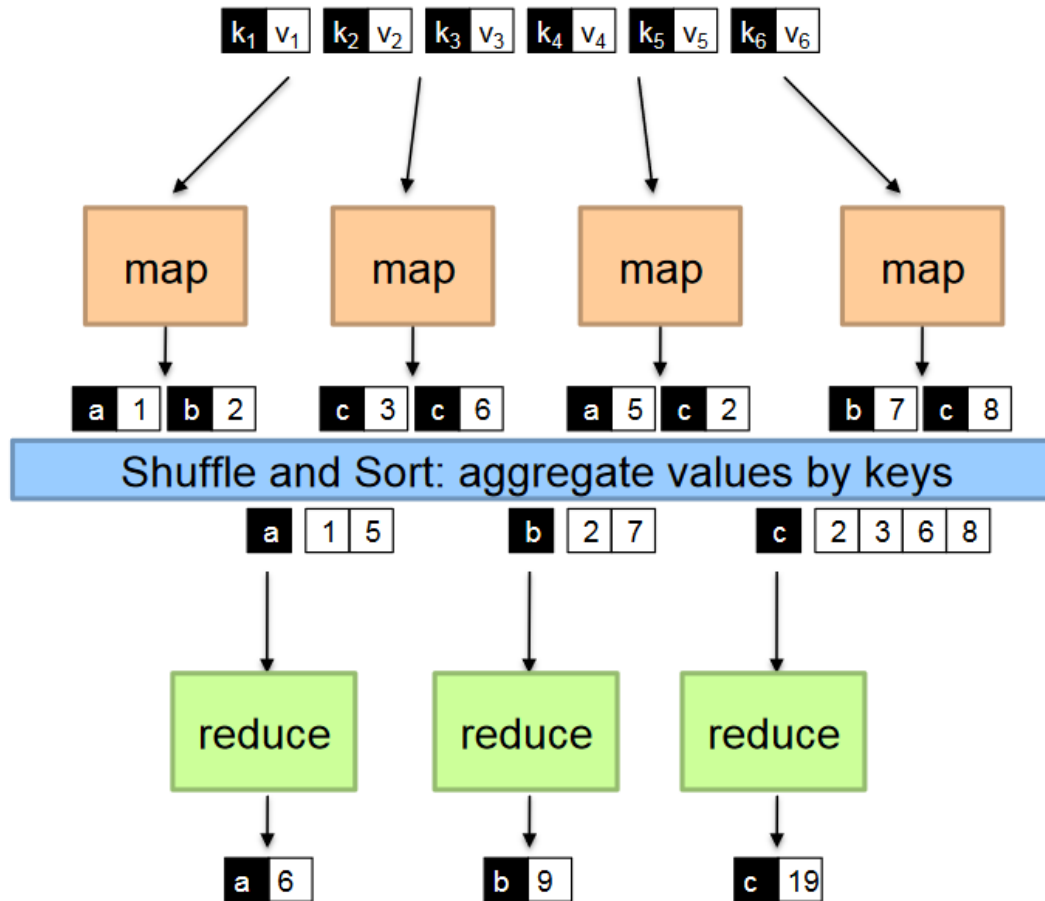 k₁ v₁ k₂ v₂ k₃ v₃ k₄ v₄ k₅ v₅ k₆ v₆
map map map map
a 1 b 2 c 3 c 6 a 5 c 2 b 7 c 8
Shuffle and Sort: aggregate values by keys
a 1 5 b 2 7 c 2 3 6 8
reduce reduce reduce
a 6 b 9 c 19